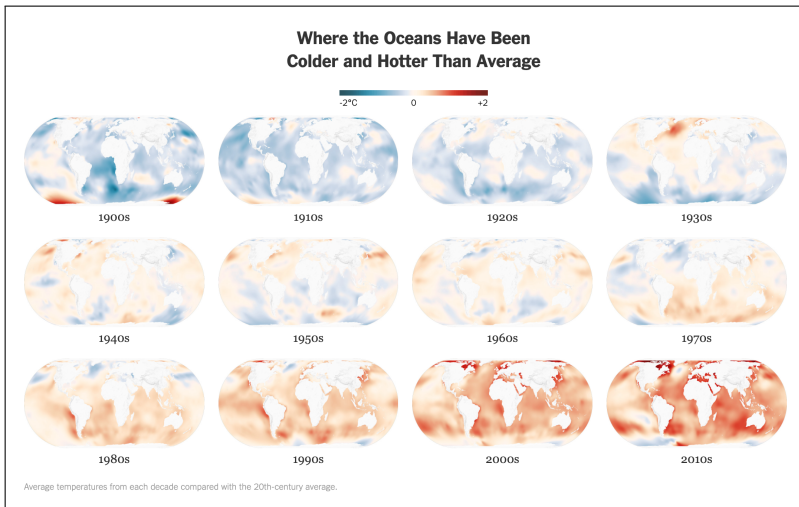 Where the Oceans Have Been
Colder and Hotter Than Average
-2°C 0 +2
1900s 1910s 1920s 1930s
1940s 1950s 1960s 1970s
1980s 1990s 2000s 2010s
Average temperatures from each decade compared with the 20th-century average.